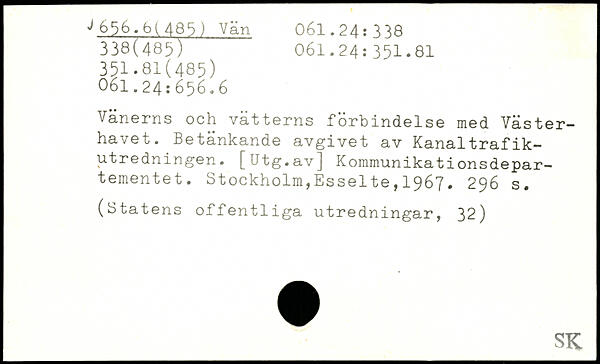 J 656.6(485) Vän 061.24:338
338(485) 061.24:351.81
351.81(485)
061.24:656.6
Vänerns och vätterns förbindelse med Väster-
havet. Betänkande avgivet av Kanaltrafik-
utredningen. [Utg.av] Kommunikationsdepar-
tementet. Stockholm,Esselte,1967. 296 s.
(Statens offentliga utredningar, 32)
SK